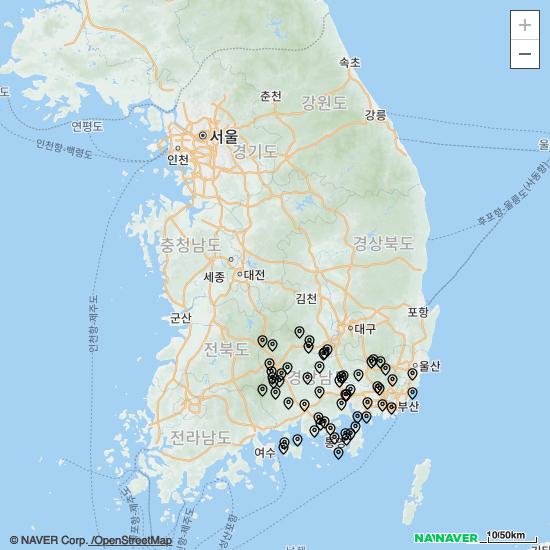 +
−
속초
춘천
강원도
강릉
도
연평도
서울
인천항-백령도
인천
경기도
울
후포항-울릉도(사동항)
충청남도
경상북도
세종
대전
인천항-제주도
김천
군산
포항
대구
전북도
울산
경상남
부산
전라남도
여수
통영
© NAVER Corp. /OpenStreetMap
NAVER
10/50km